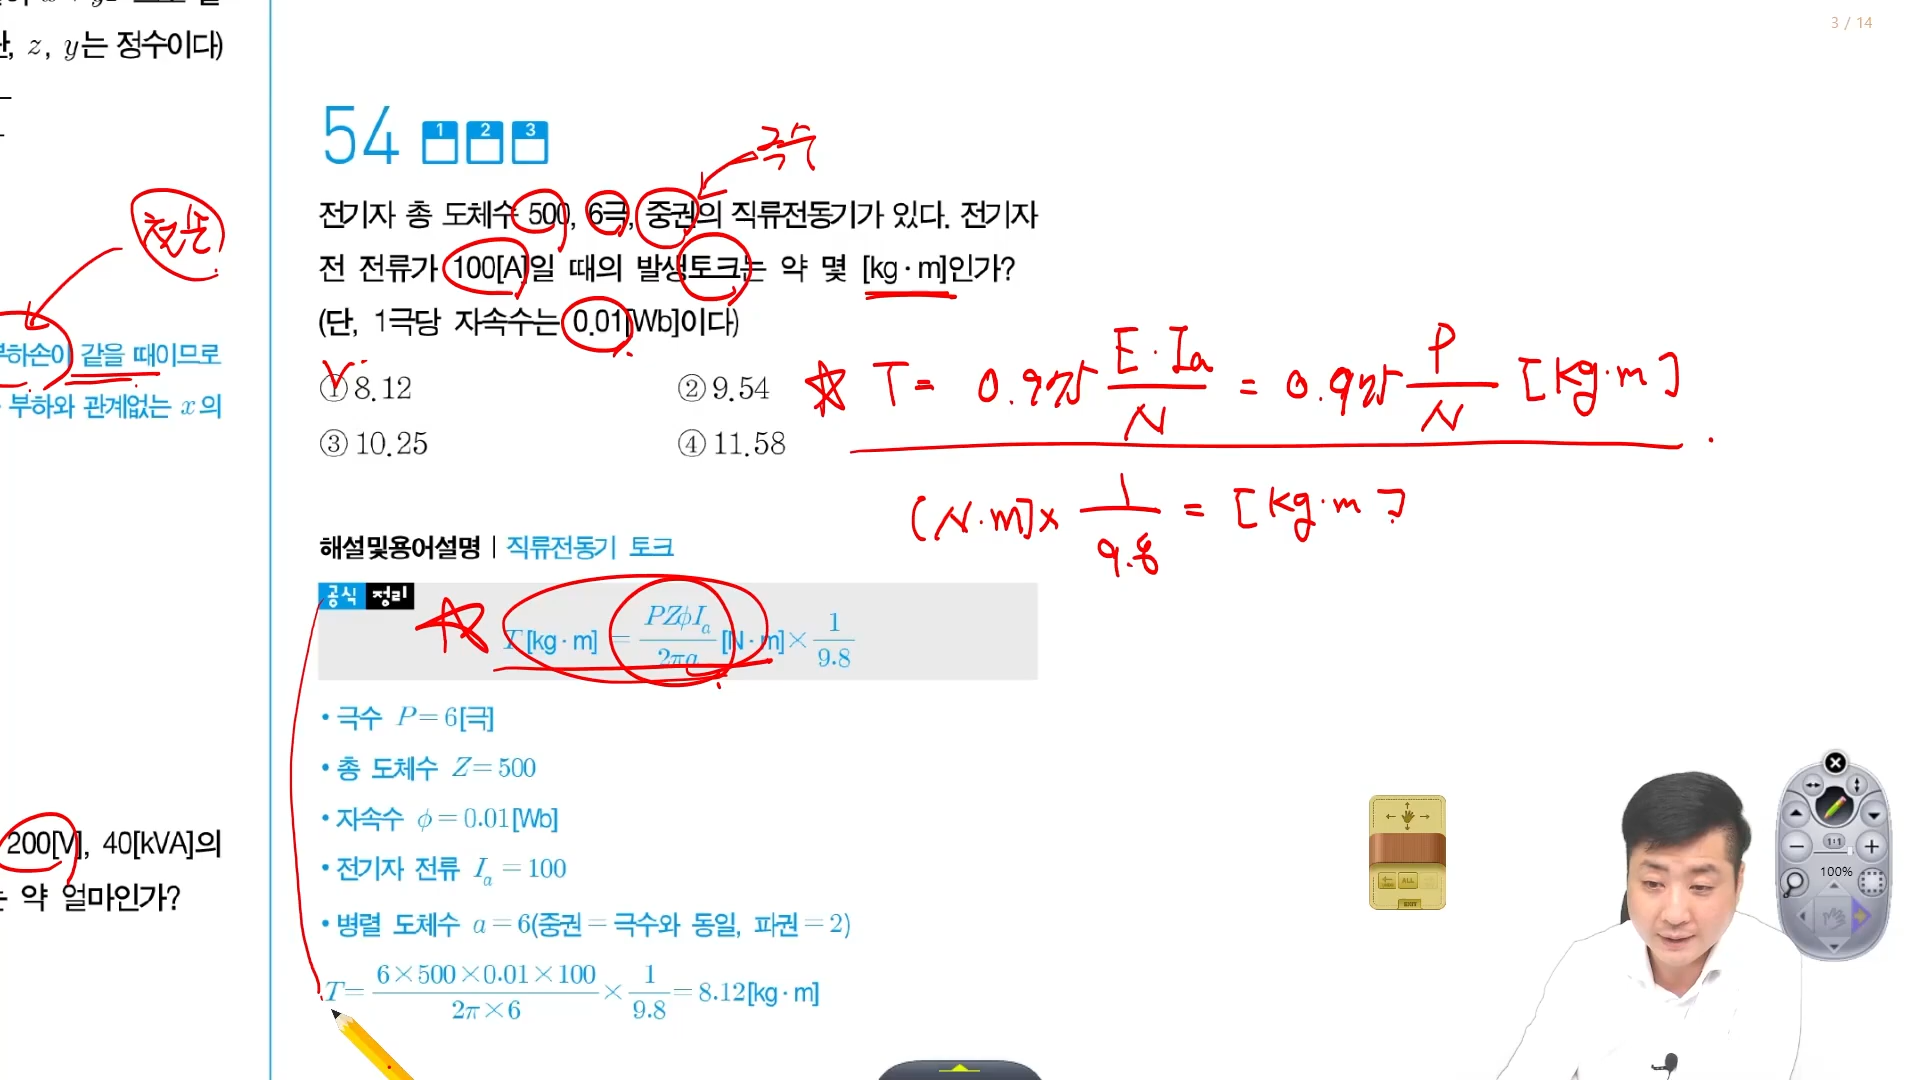 3 / 14
, z, y는 정수이다)
철손
부하손이 같을 때이므로
부하와 관계없는 x의
200[V], 40[kVA]의
약 얼마인가?
54 1 2 3
극수
전기자 총 도체수 500, 6극, 중권의 직류전동기가 있다. 전기자
전 전류가 100[A]일 때의 발생토크는 약 몇 [kg·m]인가?
(단, 1극당 자속수는 0.01[Wb]이다)
① 8.12 ② 9.54
③ 10.25 ④ 11.58
T = 0.975 E·Ia/N = 0.975 P/N [kg·m]
[N·m] × 1/9.8 = [kg·m]
해설및용어설명 | 직류전동기 토크
공식 정리
T[kg·m] = PZϕIa/2πa [N·m] × 1/9.8
• 극수 P=6[극]
• 총 도체수 Z=500
• 자속수 ϕ=0.01[Wb]
• 전기자 전류 Ia=100
• 병렬 도체수 a=6(중권=극수와 동일, 파권=2)
T= 6×500×0.01×100/2π×6 × 1/9.8 = 8.12[kg·m]
1:1
100%
ALL
EXIT